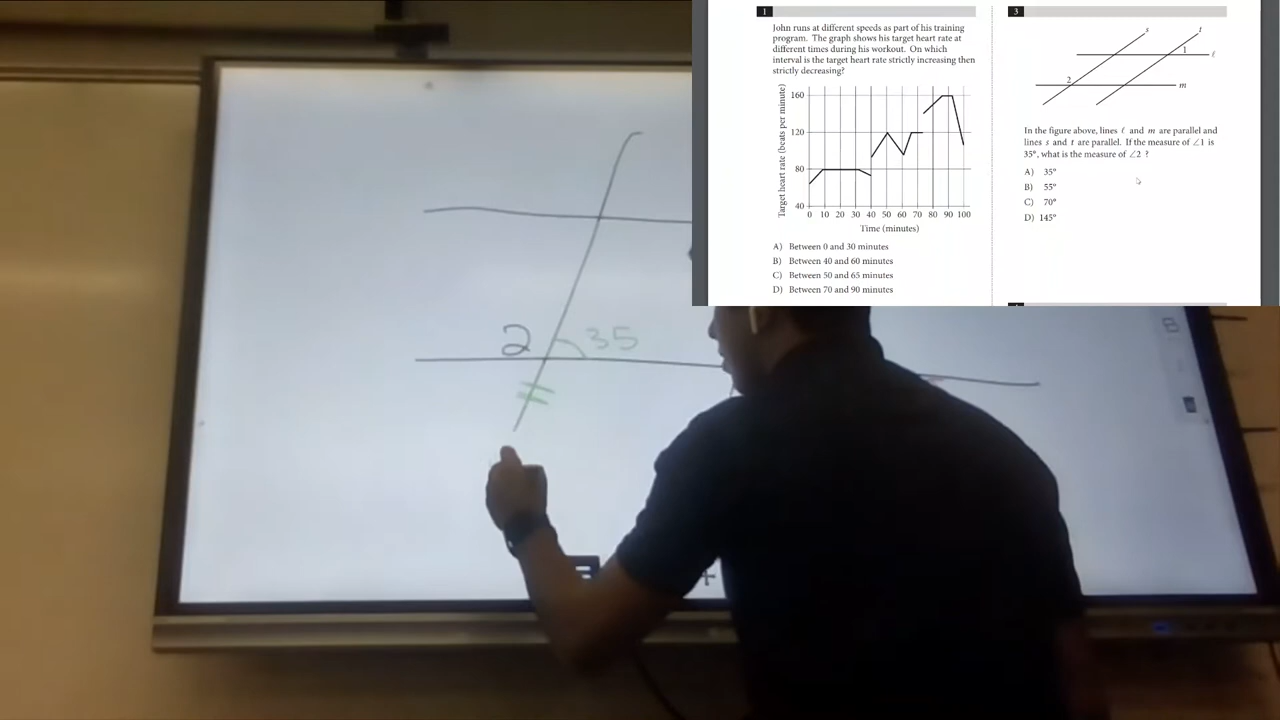 1
John runs at different speeds as part of his training
program. The graph shows his target heart rate at
different times during his workout. On which
interval is the target heart rate strictly increasing then
strictly decreasing?
Target heart rate (beats per minute)
160
120
80
40
0 10 20 30 40 50 60 70 80 90 100
Time (minutes)
A) Between 0 and 30 minutes
B) Between 40 and 60 minutes
C) Between 50 and 65 minutes
D) Between 70 and 90 minutes
3
s
t
1
ℓ
2
m
In the figure above, lines ℓ and m are parallel and
lines s and t are parallel. If the measure of ∠1 is
35°, what is the measure of ∠2 ?
A) 35°
B) 55°
C) 70°
D) 145°
2 35